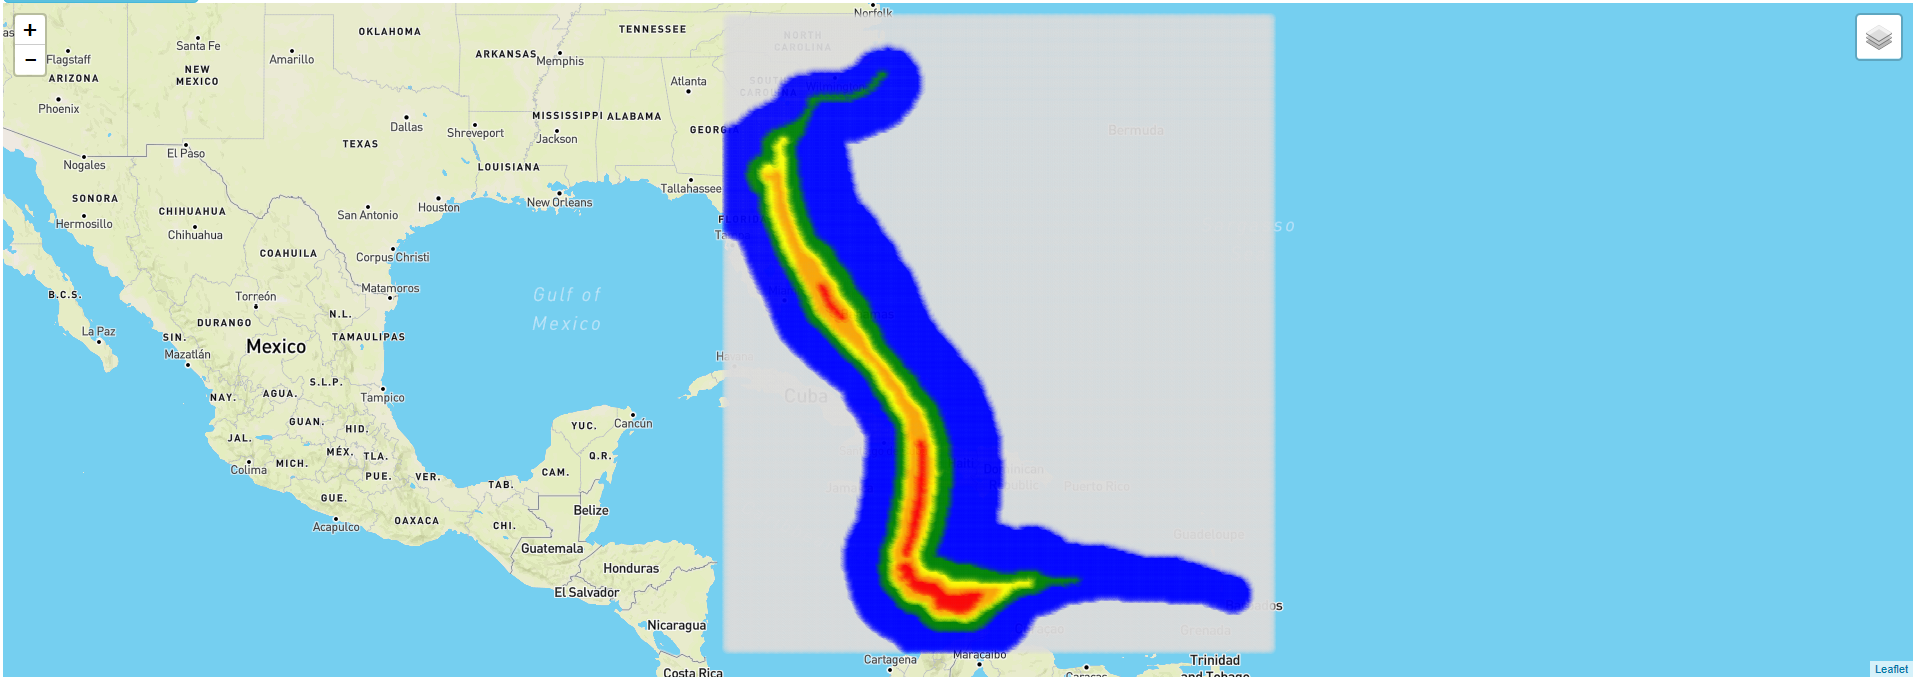 +
−
Norfolk
NORTH
CAROLINA
TENNESSEE
OKLAHOMA
Santa Fe
Flagstaff
Amarillo
ARKANSAS
Memphis
NEW
MEXICO
ARIZONA
Atlanta
Wilmington
Phoenix
MISSISSIPPI
ALABAMA
Dallas
Shreveport
Jackson
GEORG
Bermuda
TEXAS
El Paso
Nogales
LOUISIANA
Tallahassee
SONORA
New Orleans
Houston
CHIHUAHUA
San Antonio
Hermosillo
Chihuahua
FLORIDA
COAHUILA
Corpus Christi
Matamoros
B.C.S.
Torreón
Gulf of
Mexico
N.L.
DURANGO
La Paz
SIN.
TAMAULIPAS
Mexico
Mazatlán
Cuba
S.L.P.
NAY.
AGUA.
Tampico
GUAN.
Cancún
YUC.
HID.
JAL.
MÉX.
TLA.
Q.R.
MICH.
Colima
PUE.
VER.
CAM.
Dominican
Republic
Puerto Rico
TAB.
GUE.
Belize
OAXACA
CHI.
Acapulco
Guadeloupe
Guatemala
Honduras
El Salvador
Nicaragua
Grenada
Cartagena
Maracaibo
Trinidad
and Tobago
Costa Rica
Caracas
Leaflet